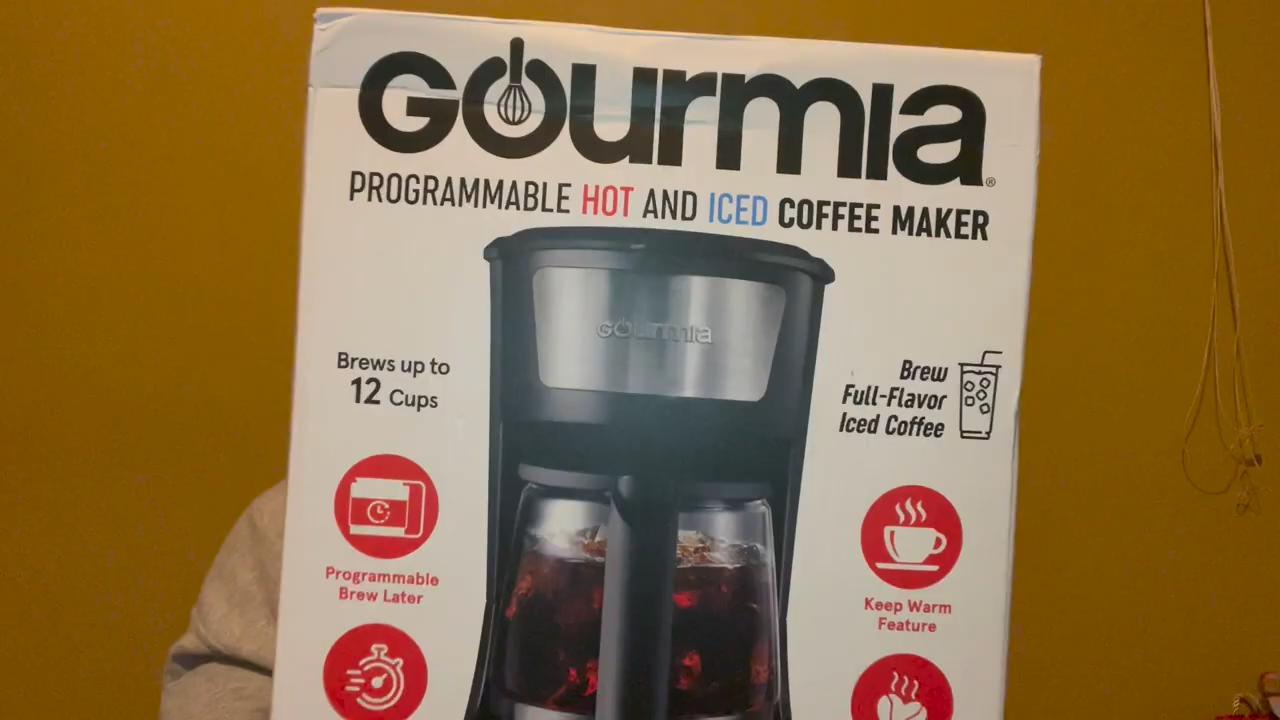 Gourmia®
PROGRAMMABLE HOT AND ICED COFFEE MAKER
Gourmia
Brews up to
12 Cups
Brew
Full-Flavor
Iced Coffee
Programmable
Brew Later
Keep Warm
Feature